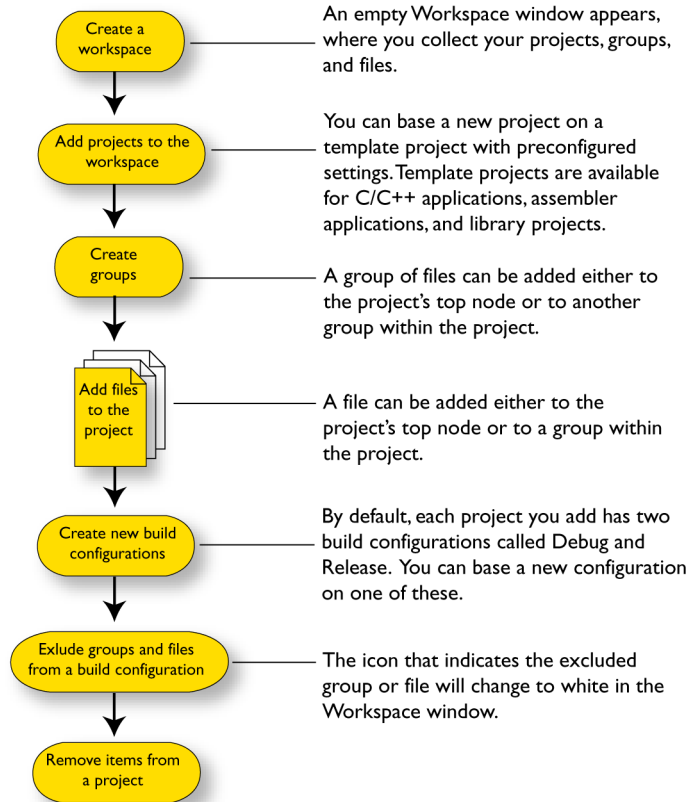 Create a
workspace
An empty Workspace window appears,
where you collect your projects, groups,
and files.
Add projects to the
workspace
You can base a new project on a
template project with preconfigured
settings. Template projects are available
for C/C++ applications, assembler
applications, and library projects.
Create
groups
A group of files can be added either to
the project's top node or to another
group within the project.
Add files
to the
project
A file can be added either to the
project's top node or to a group within
the project.
Create new build
configurations
By default, each project you add has two
build configurations called Debug and
Release. You can base a new configuration
on one of these.
Exlude groups and files
from a build configuration
The icon that indicates the excluded
group or file will change to white in the
Workspace window.
Remove items from
a project